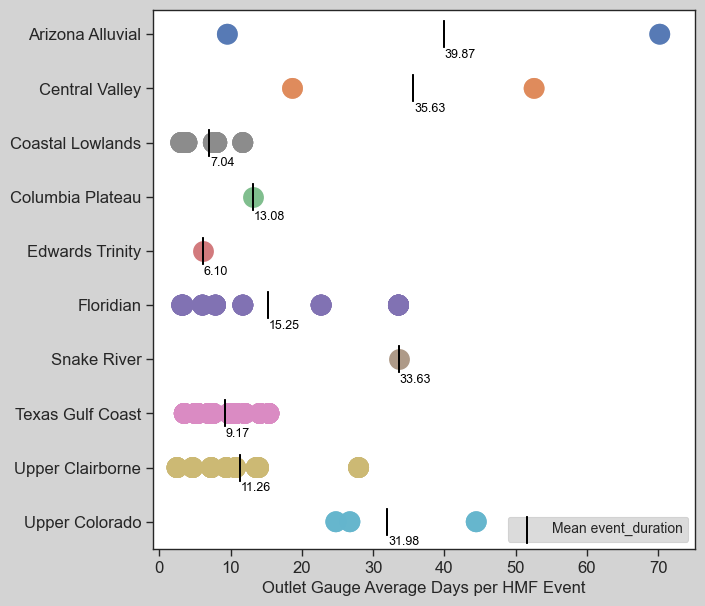 Arizona Alluvial
39.87
Central Valley
35.63
Coastal Lowlands
7.04
Columbia Plateau
13.08
Edwards Trinity
6.10
Floridian
15.25
Snake River
33.63
Texas Gulf Coast
9.17
Upper Clairborne
11.26
Upper Colorado
31.98
Mean event_duration
0 10 20 30 40 50 60 70
Outlet Gauge Average Days per HMF Event